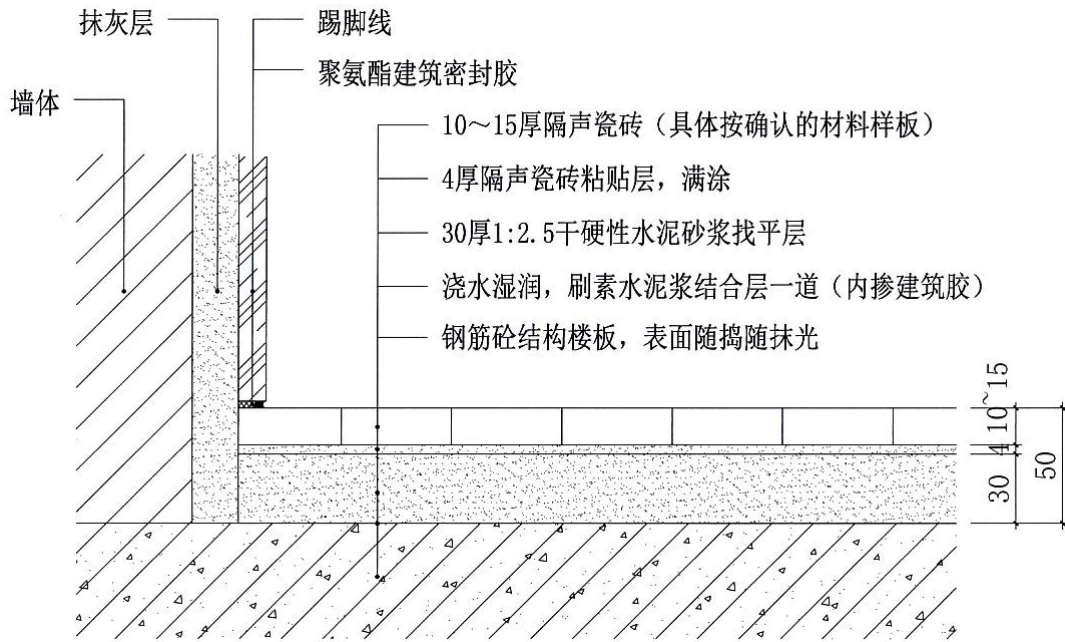 抹灰层
踢脚线
聚氨酯建筑密封胶
墙体
10～15厚隔声瓷砖（具体按确认的材料样板）
4厚隔声瓷砖粘贴层，满涂
30厚1:2.5干硬性水泥砂浆找平层
浇水湿润，刷素水泥浆结合层一道（内掺建筑胶）
钢筋砼结构楼板，表面随捣随抹光
10~15
4
30
50